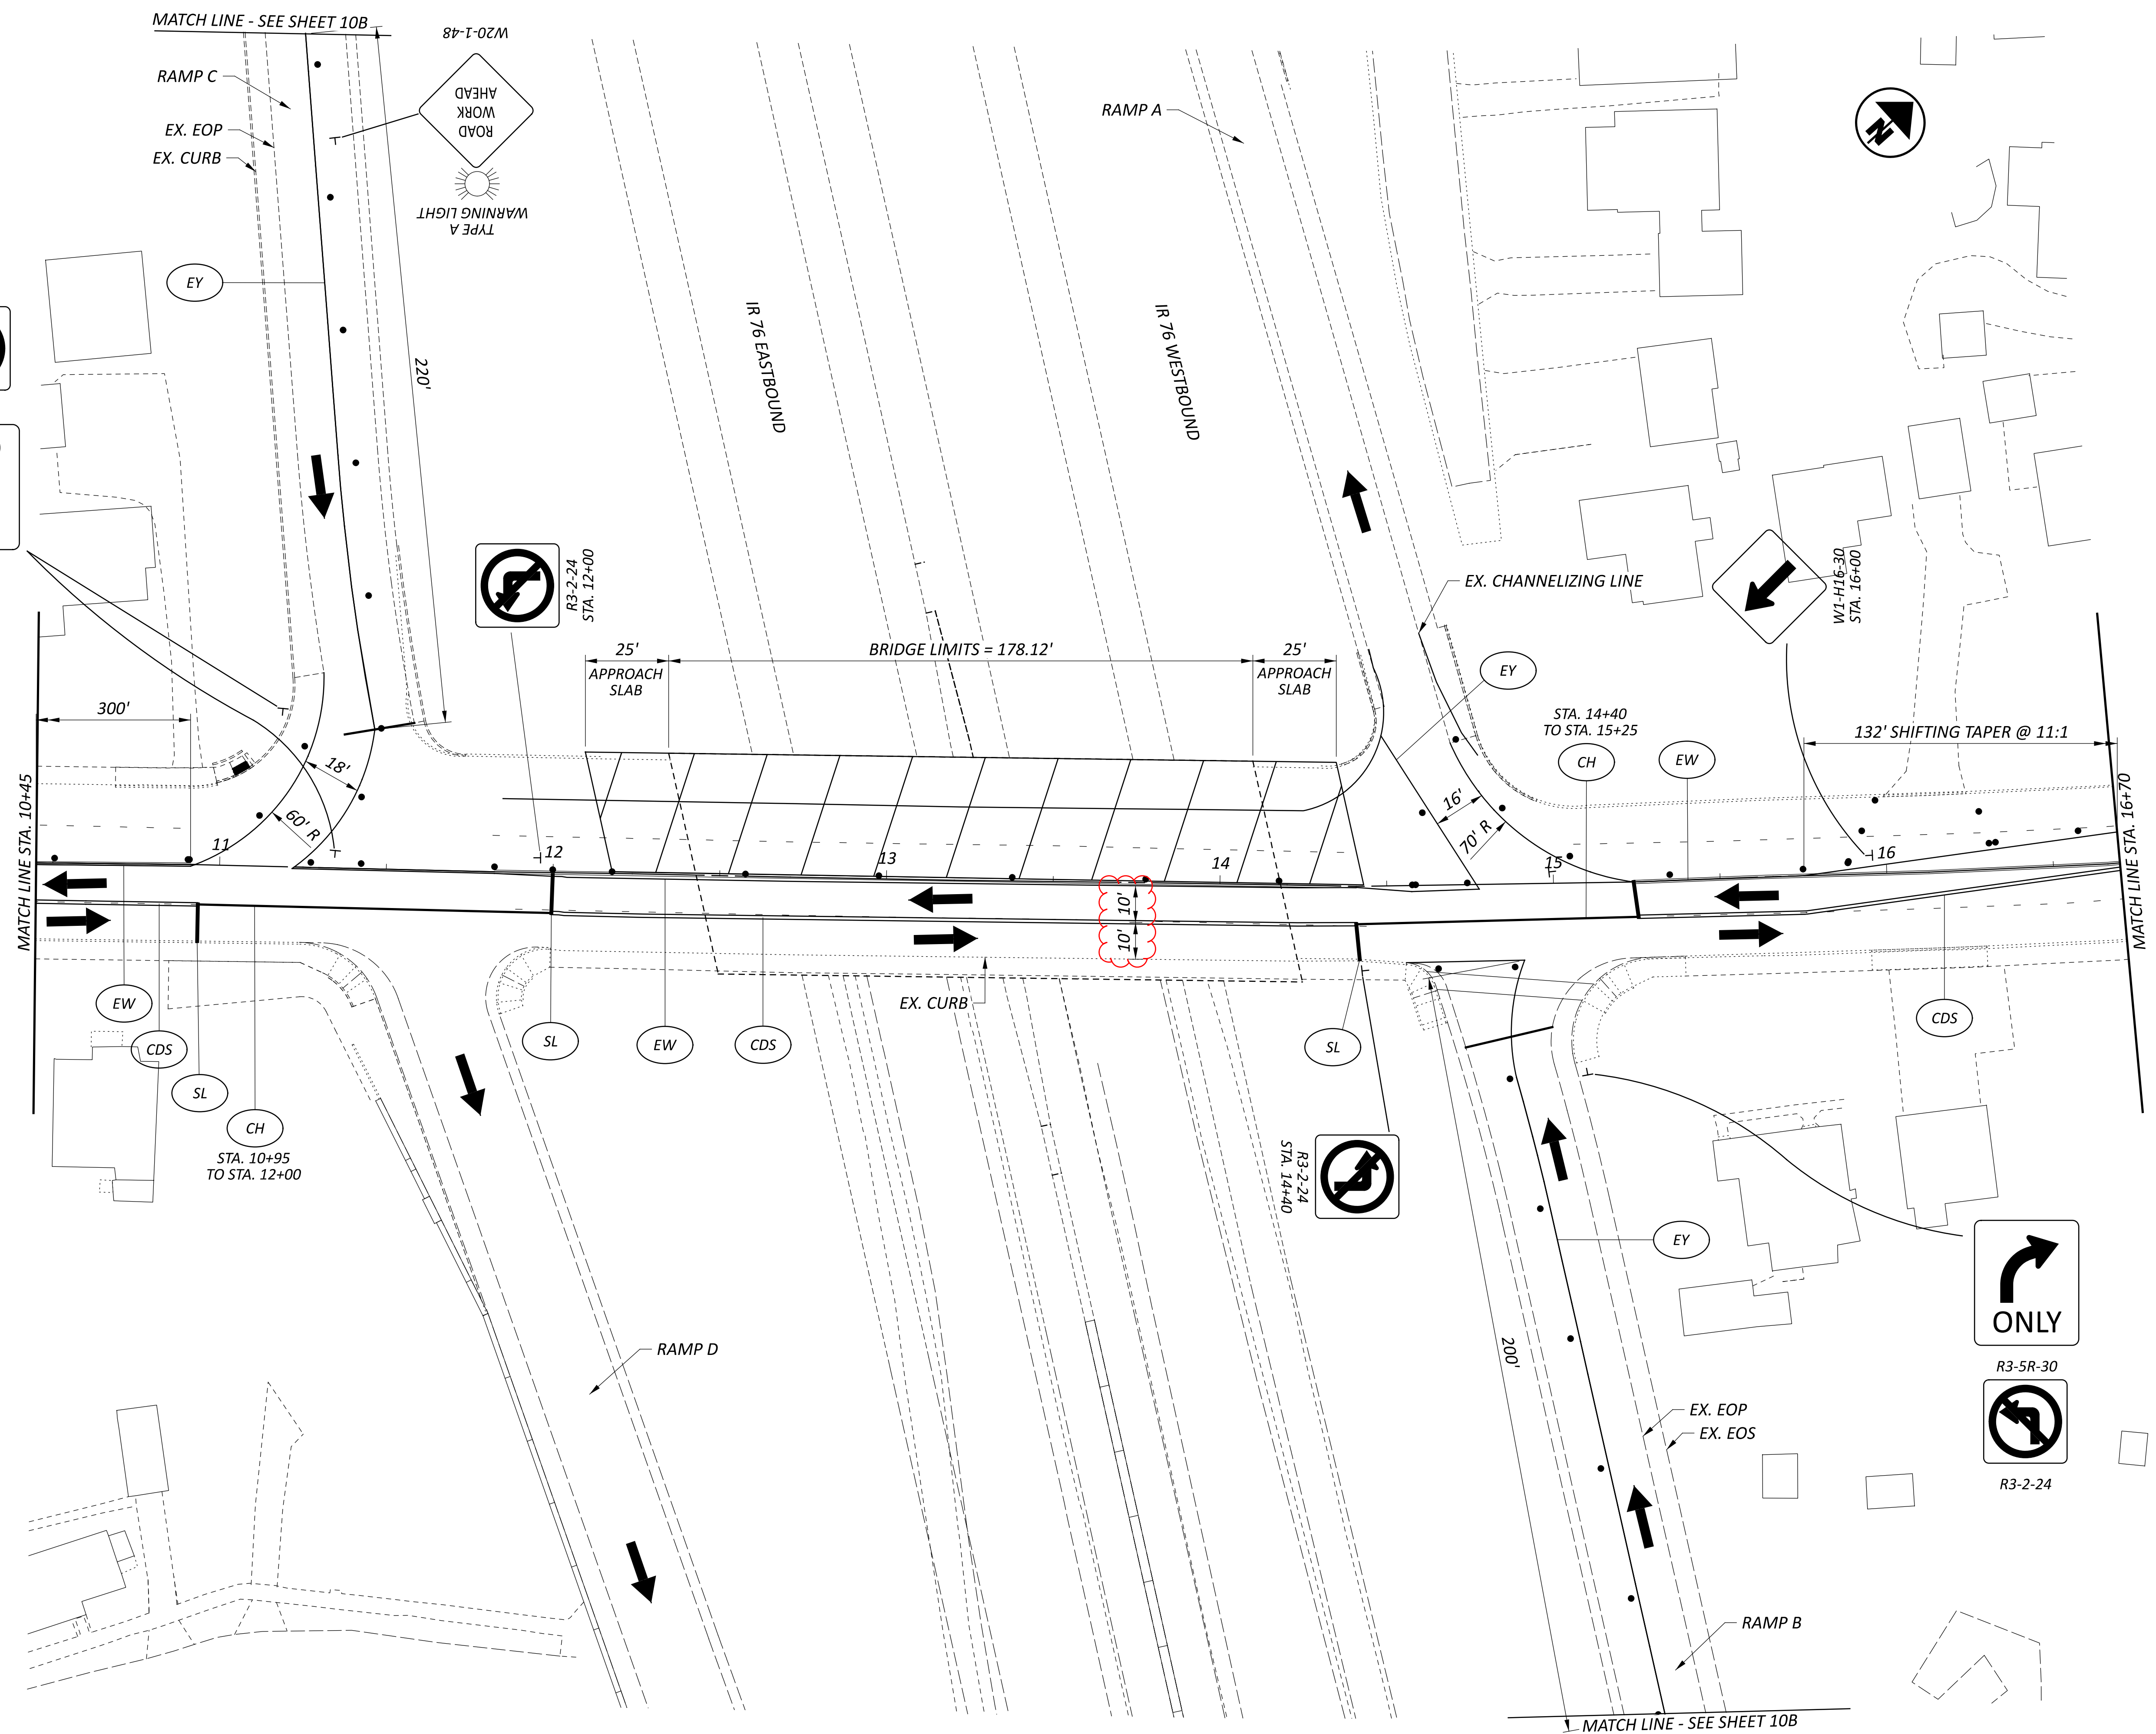 MATCH LINE - SEE SHEET 10B
W20-1-48
ROAD
WORK
AHEAD
TYPE A
WARNING LIGHT
RAMP C
EX. EOP
EX. CURB
EY
220'
IR 76 EASTBOUND
IR 76 WESTBOUND
RAMP A
N
R3-2-24
STA. 12+00
25'
APPROACH
SLAB
BRIDGE LIMITS = 178.12'
25'
APPROACH
SLAB
EX. CHANNELIZING LINE
EY
W1-H16-30
STA. 16+00
300'
18'
60' R
16'
70' R
STA. 14+40
TO STA. 15+25
CH
EW
132' SHIFTING TAPER @ 11:1
MATCH LINE STA. 10+45
MATCH LINE STA. 16+70
11
12
13
14
15
16
10'
10'
EW
CDS
SL
CH
STA. 10+95
TO STA. 12+00
SL
EW
CDS
EX. CURB
SL
CDS
R3-2-24
STA. 14+40
EY
ONLY
R3-5R-30
R3-2-24
200'
RAMP D
EX. EOP
EX. EOS
RAMP B
MATCH LINE - SEE SHEET 10B